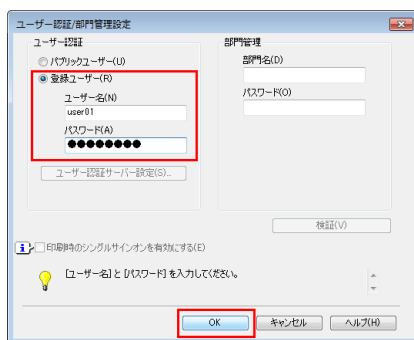 ユーザー認証/部門管理設定
ユーザー認証
パブリックユーザー(U)
登録ユーザー(R)
ユーザー名(N)
user01
パスワード(A)
●●●●●●●●
ユーザー認証サーバー設定(S)...
部門管理
部門名(D)
パスワード(O)
検証(V)
印刷時のシングルサインオンを有効にする(E)
[ユーザー名]と[パスワード]を入力してください。
OK
キャンセル
ヘルプ(H)